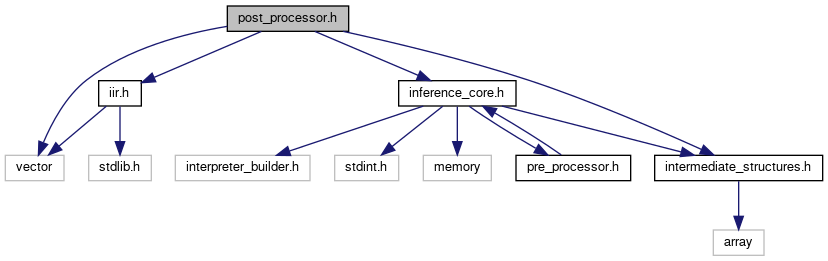 post_processor.h
iir.h
inference_core.h
vector
stdlib.h
interpreter_builder.h
stdint.h
memory
pre_processor.h
intermediate_structures.h
array